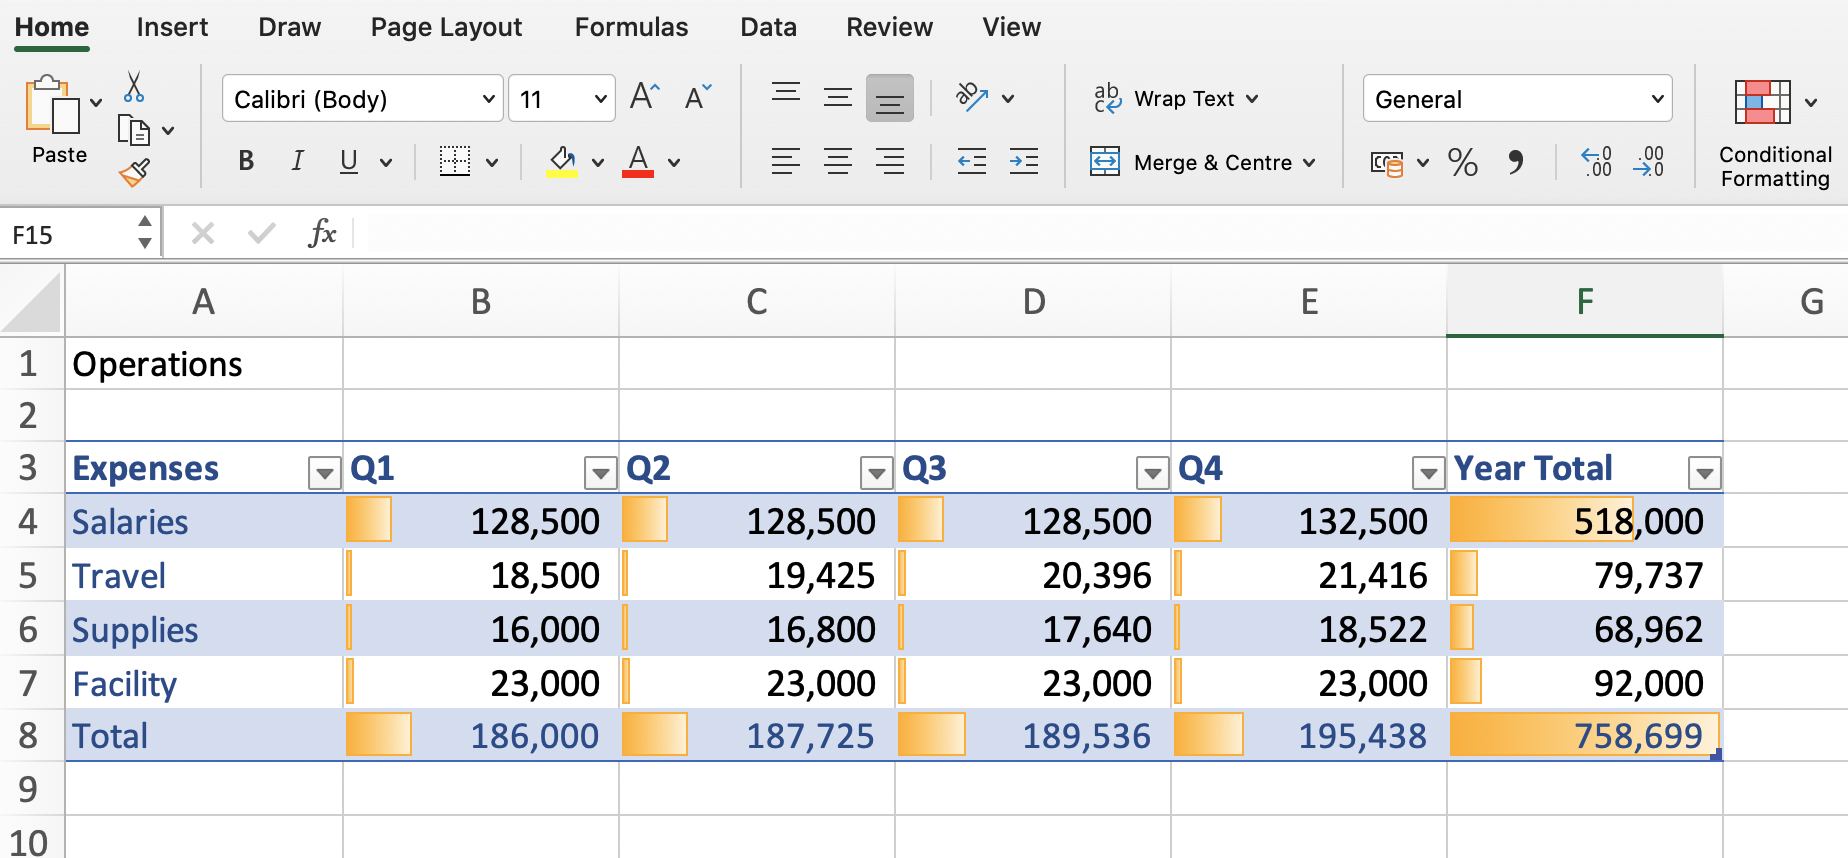 Home Insert Draw Page Layout Formulas Data Review View
Calibri (Body) 11 A A ab Wrap Text General
Paste B I U A Merge & Centre % .0 .00 .00 .0 Conditional Formatting
F15 fx
A B C D E F G
1 Operations
2
3 Expenses Q1 Q2 Q3 Q4 Year Total
4 Salaries 128,500 128,500 128,500 132,500 518,000
5 Travel 18,500 19,425 20,396 21,416 79,737
6 Supplies 16,000 16,800 17,640 18,522 68,962
7 Facility 23,000 23,000 23,000 23,000 92,000
8 Total 186,000 187,725 189,536 195,438 758,699
9
10